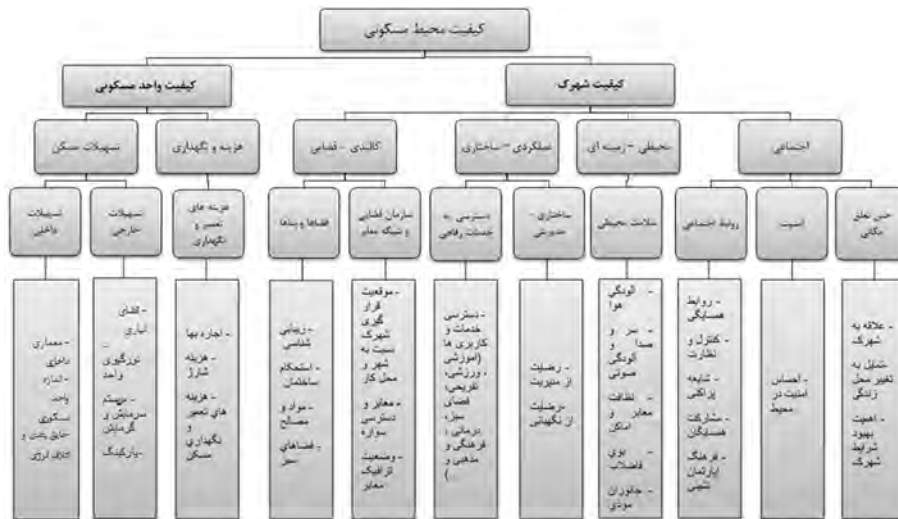 کیفیت محیط مسکونی
کیفیت شهرک
کیفیت واحد مسکونی
اجتماعی
محیطی – زمینه ای
عملکردی – ساختاری
کالبدی – فضایی
هزینه و نگهداری
تسهیلات مسکن
حس تعلق
مکانی
امنیت
روابط اجتماعی
سلامت محیطی
ساختاری –
مدیریتی
دسترسی به
خدمات رفاهی
سازمان فضایی
و شبکه معابر
فضاها و بناها
هزینه های
تعمیر و
نگهداری
تسهیلات
خارجی
تسهیلات
داخلی
- علاقه به
شهرک
-تمایل به
تغییر محل
زندگی
- اهمیت
بهبود
شرایط
شهرک
- احساس
امنیت در
محیط
- روابط
همسایگی
- کنترل و
نظارت
- شایعه
پراکنی
- مشارکت
همسایگان
- فرهنگ
آپارتمان
نشینی
- آلودگی
هوا
- سر و
صدا و
آلودگی
صوتی
- نظافت
معابر و
اماکن
- بوی
فاضلاب
- جانوران
موذی
- رضایت
از مدیریت
-رضایت
از نگهبانی
- دسترسی
خدمات و
کاربری ها
(آموزشی
، ورزشی،
تفریحی،
فضای
سبز،
درمانی ،
فرهنگی و
مذهبی و
...)
-موقعیت
قرار
گیری
شهرک
نسبت به
شهر و
محل کار
- معابر و
دسترسی
سواره
-وضعیت
ترافیک
معابر
- زیبایی
شناسی
- استحکام
ساختمان
- مواد و
مصالح
- فضاهای
سبز
- اجاره بها
- هزینه
شارژ
- هزینه
های تعمیر
و
نگهداری
مسکن
- فضای
انباری
-
نورگیری
واحد
- سیستم
سرمایش و
گرمایش
-پارکینگ
- معماری
داخلی
- اندازه
واحد
مسکونی
اتلاف انرژی